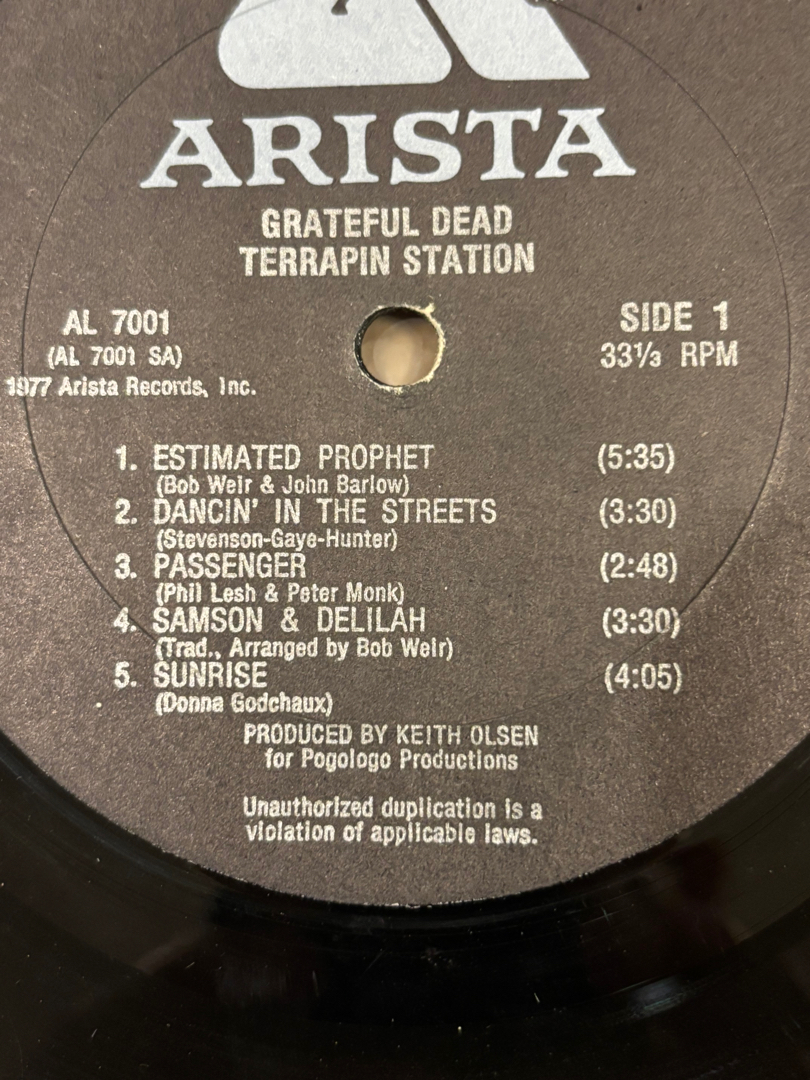 ARISTA
GRATEFUL DEAD
TERRAPIN STATION
AL 7001
(AL 7001 SA)
1977 Arista Records, Inc.
SIDE 1
33⅓ RPM
1. ESTIMATED PROPHET (5:35)
(Bob Weir & John Barlow)
2. DANCIN' IN THE STREETS (3:30)
(Stevenson-Gaye-Hunter)
3. PASSENGER (2:48)
(Phil Lesh & Peter Monk)
4. SAMSON & DELILAH (3:30)
(Trad., Arranged by Bob Weir)
5. SUNRISE (4:05)
(Donna Godchaux)
PRODUCED BY KEITH OLSEN
for Pogologo Productions
Unauthorized duplication is a
violation of applicable laws.